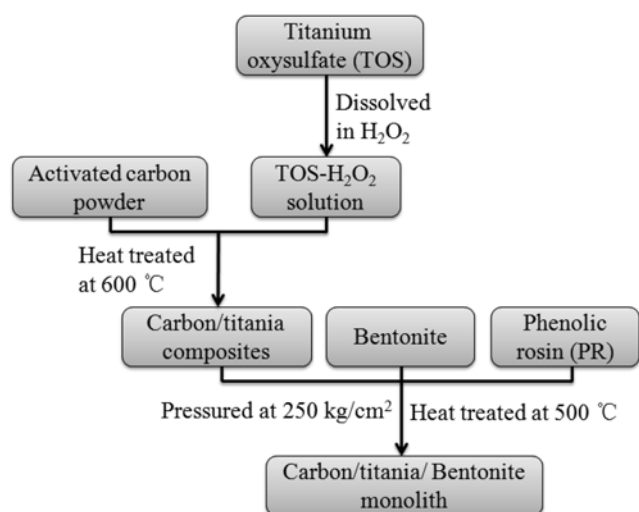 Titanium
oxysulfate (TOS)
Dissolved
in H₂O₂
Activated carbon
powder
TOS-H₂O₂
solution
Heat treated
at 600 ℃
Carbon/titania
composites
Bentonite
Phenolic
rosin (PR)
Pressured at 250 kg/cm²
Heat treated at 500 ℃
Carbon/titania/ Bentonite
monolith